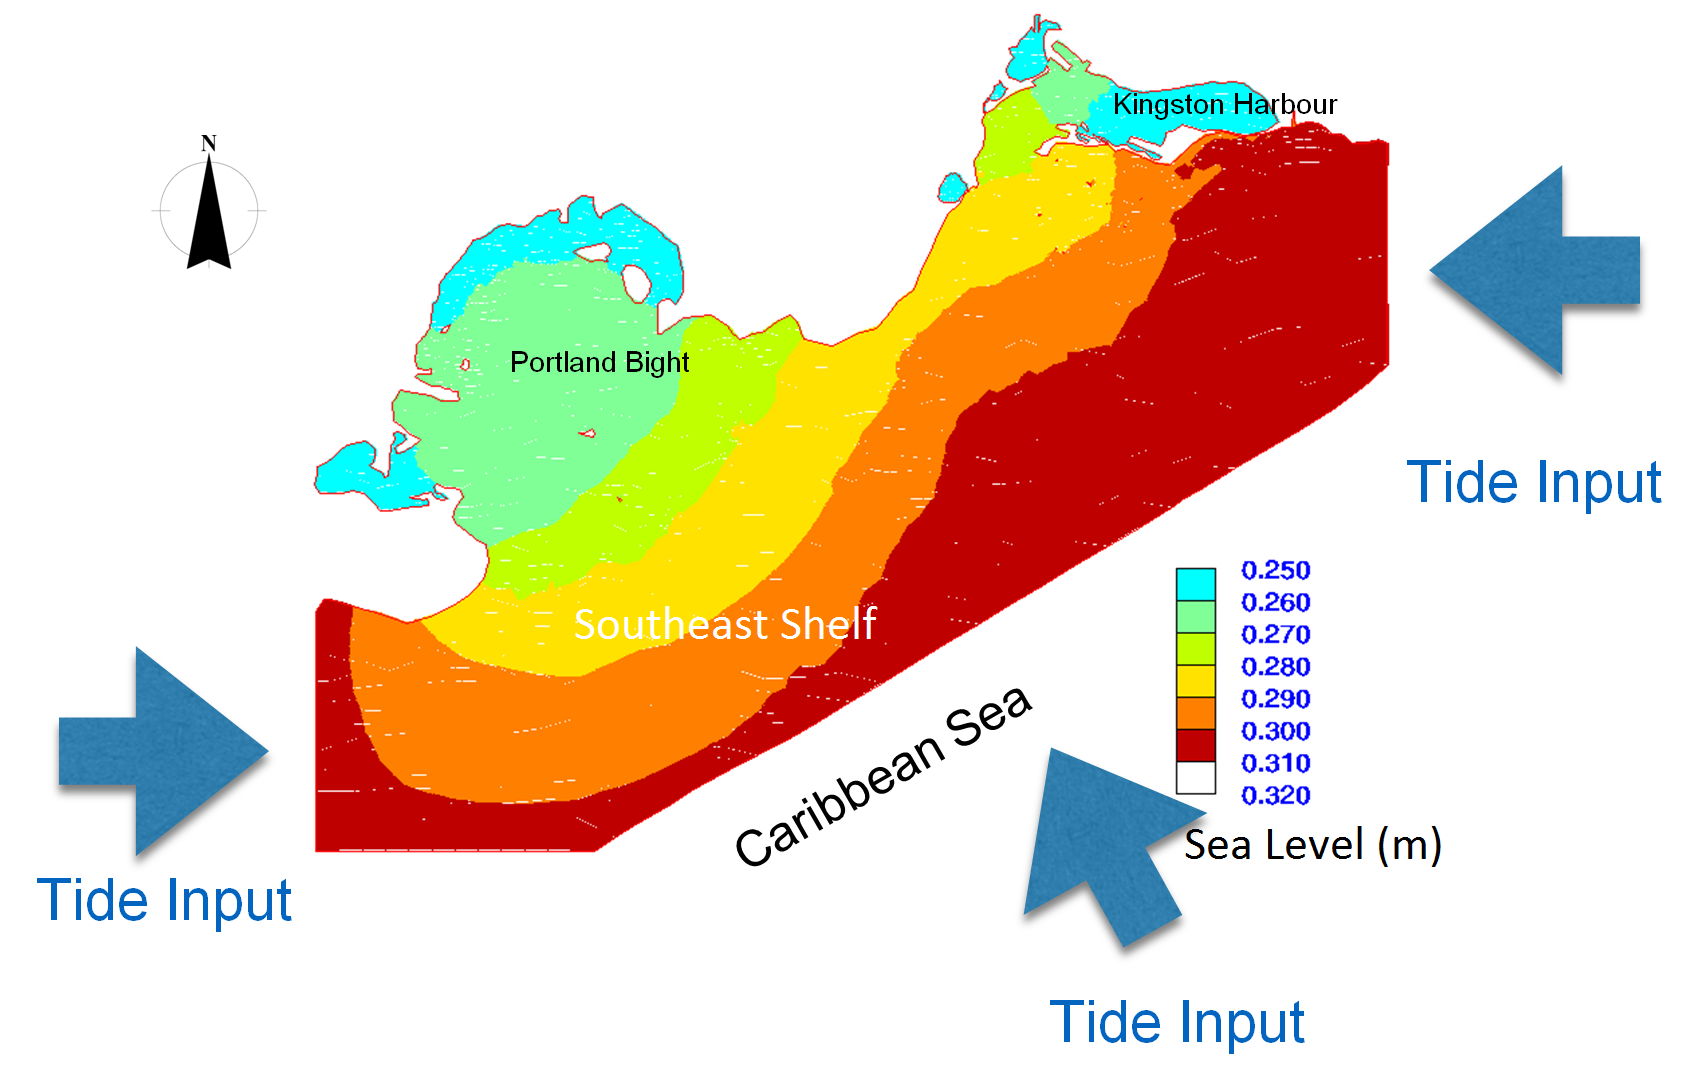 Kingston Harbour
N
Portland Bight
Tide Input
0.250
0.260
0.270
0.280
0.290
0.300
0.310
0.320
Southeast Shelf
Caribbean Sea
Sea Level (m)
Tide Input
Tide Input